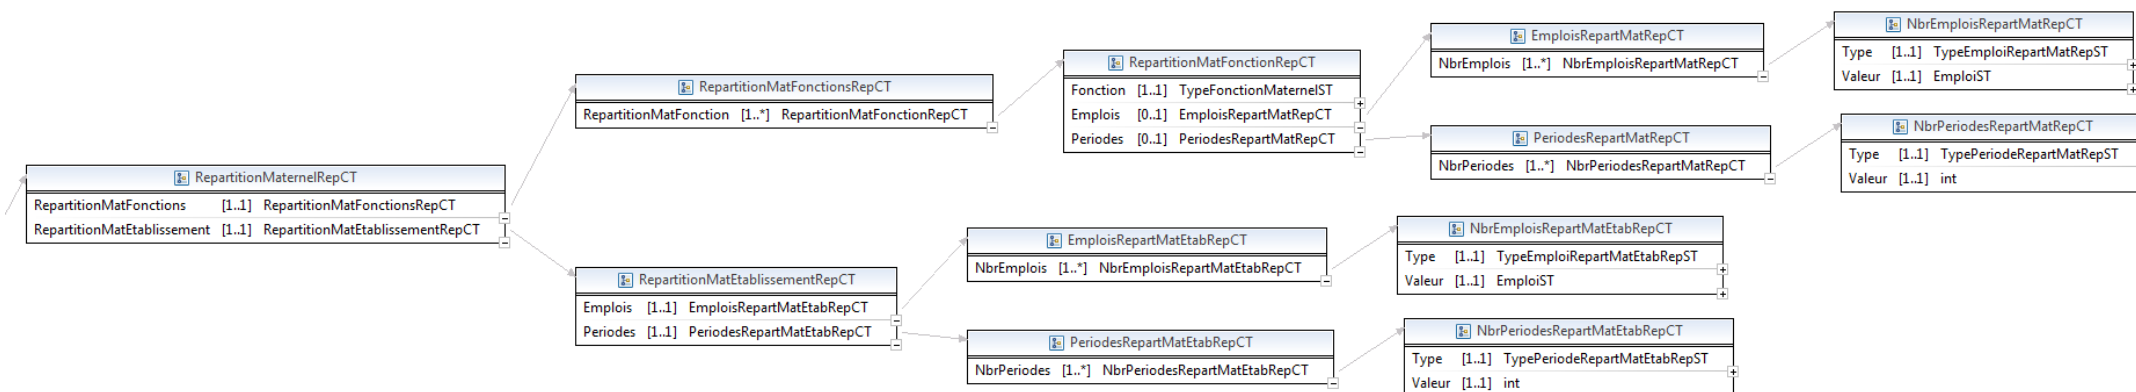 RepartitionMaternelRepCT
RepartitionMatFonctions [1..1] RepartitionMatFonctionsRepCT
RepartitionMatEtablissement [1..1] RepartitionMatEtablissementRepCT
RepartitionMatFonctionsRepCT
RepartitionMatFonction [1..*] RepartitionMatFonctionRepCT
RepartitionMatFonctionRepCT
Fonction [1..1] TypeFonctionMaternelST
Emplois [0..1] EmploisRepartMatRepCT
Periodes [0..1] PeriodesRepartMatRepCT
EmploisRepartMatRepCT
NbrEmplois [1..*] NbrEmploisRepartMatRepCT
NbrEmploisRepartMatRepCT
Type [1..1] TypeEmploiRepartMatRepST
Valeur [1..1] EmploiST
PeriodesRepartMatRepCT
NbrPeriodes [1..*] NbrPeriodesRepartMatRepCT
NbrPeriodesRepartMatRepCT
Type [1..1] TypePeriodeRepartMatRepST
Valeur [1..1] int
RepartitionMatEtablissementRepCT
Emplois [1..1] EmploisRepartMatEtabRepCT
Periodes [1..1] PeriodesRepartMatEtabRepCT
EmploisRepartMatEtabRepCT
NbrEmplois [1..*] NbrEmploisRepartMatEtabRepCT
NbrEmploisRepartMatEtabRepCT
Type [1..1] TypeEmploiRepartMatEtabRepST
Valeur [1..1] EmploiST
PeriodesRepartMatEtabRepCT
NbrPeriodes [1..*] NbrPeriodesRepartMatEtabRepCT
NbrPeriodesRepartMatEtabRepCT
Type [1..1] TypePeriodeRepartMatEtabRepST
Valeur [1..1] int